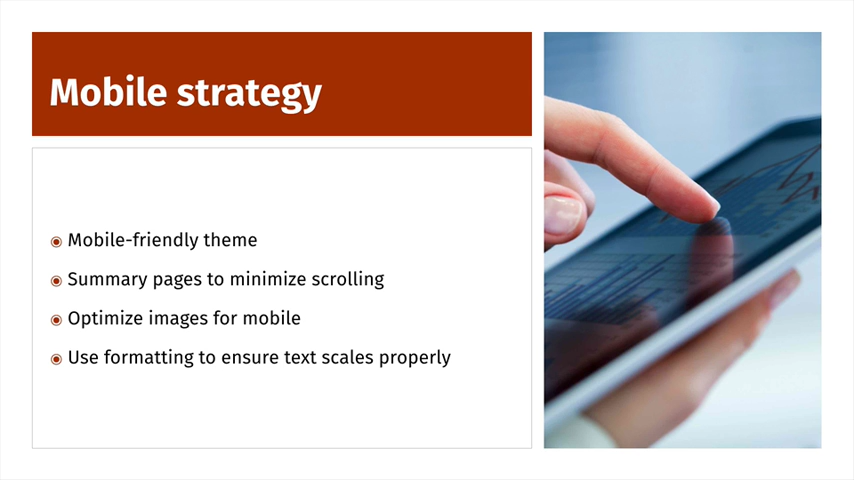 Mobile strategy
Mobile-friendly theme
Summary pages to minimize scrolling
Optimize images for mobile
Use formatting to ensure text scales properly